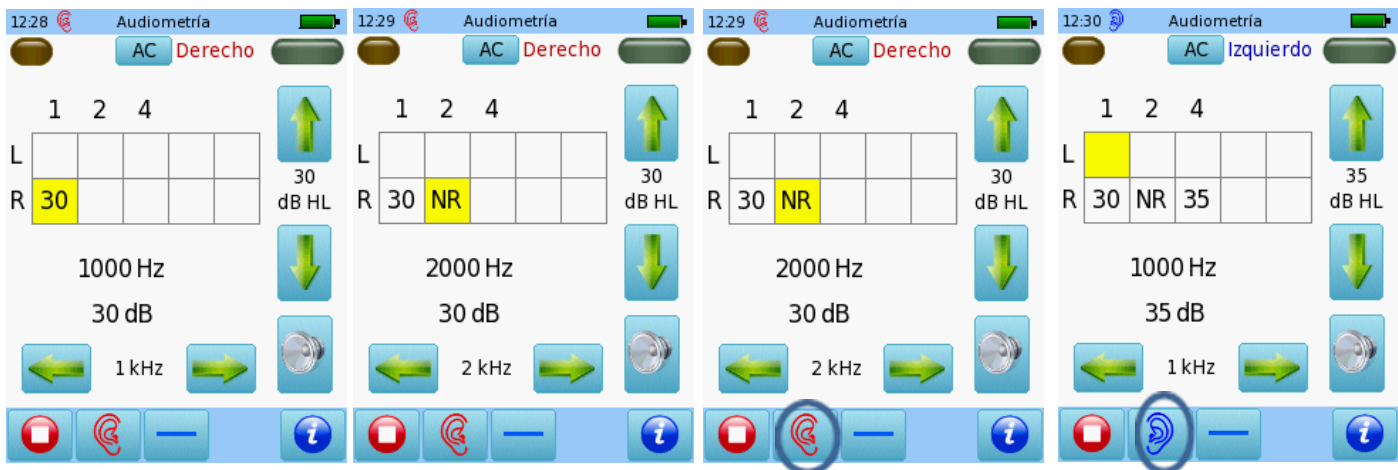 12:28 Audiometría
AC Derecho
1 2 4
L
30
dB HL
R 30
1000 Hz
30 dB
1 kHz
i
12:29 Audiometría
AC Derecho
1 2 4
L
30
dB HL
R 30 NR
2000 Hz
30 dB
2 kHz
i
12:29 Audiometría
AC Derecho
1 2 4
L
30
dB HL
R 30 NR
2000 Hz
30 dB
2 kHz
i
12:30 Audiometría
AC Izquierdo
1 2 4
L
35
dB HL
R 30 NR 35
1000 Hz
35 dB
1 kHz
i